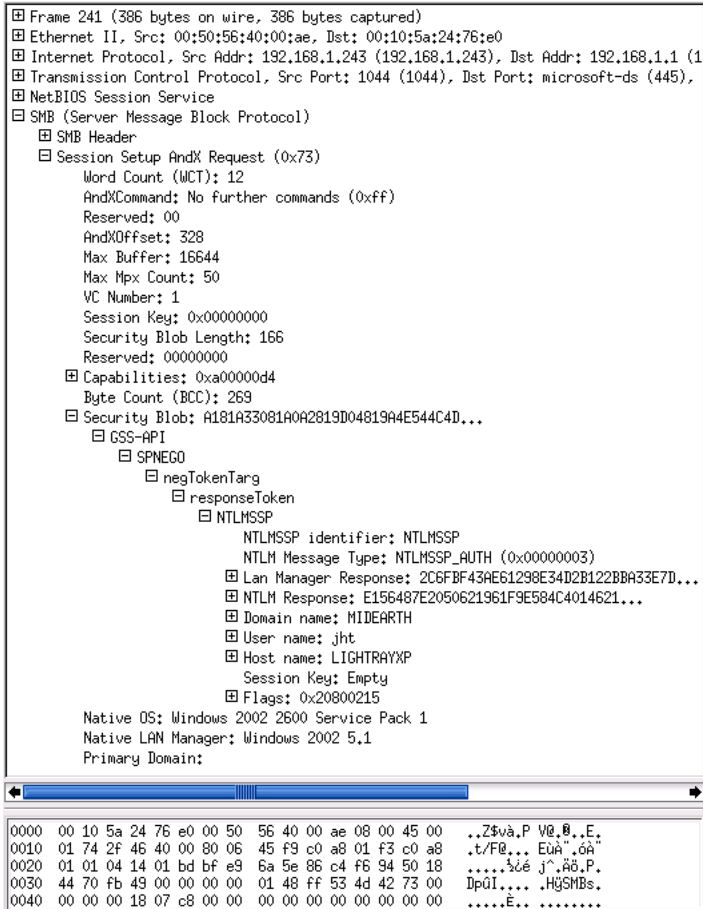 Frame 241 (386 bytes on wire, 386 bytes captured)
Ethernet II, Src: 00:50:56:40:00:ae, Dst: 00:10:5a:24:76:e0
Internet Protocol, Src Addr: 192.168.1.243 (192.168.1.243), Dst Addr: 192.168.1.1 (1
Transmission Control Protocol, Src Port: 1044 (1044), Dst Port: microsoft-ds (445),
NetBIOS Session Service
SMB (Server Message Block Protocol)
SMB Header
Session Setup AndX Request (0x73)
Word Count (WCT): 12
AndXCommand: No further commands (0xff)
Reserved: 00
AndXOffset: 328
Max Buffer: 16644
Max Mpx Count: 50
VC Number: 1
Session Key: 0x00000000
Security Blob Length: 166
Reserved: 00000000
Capabilities: 0xa00000d4
Byte Count (BCC): 269
Security Blob: A181A33081A0A2819D04819A4E544C4D...
GSS-API
SPNEGO
negTokenTarg
responseToken
NTLMSSP
NTLMSSP identifier: NTLMSSP
NTLM Message Type: NTLMSSP_AUTH (0x00000003)
Lan Manager Response: 2C6FBF43AE61298E34D2B122BBA33E7D...
NTLM Response: E156487E2050621961F9E584C4014621...
Domain name: MIDEARTH
User name: jht
Host name: LIGHTRAYXP
Session Key: Empty
Flags: 0x20800215
Native OS: Windows 2002 2600 Service Pack 1
Native LAN Manager: Windows 2002 5.1
Primary Domain:
0000 00 10 5a 24 76 e0 00 50 56 40 00 ae 08 00 45 00 ..Z$và.P V@.®..E.
0010 01 74 2f 46 40 00 80 06 45 f9 c0 a8 01 f3 c0 a8 .t/F@... EùÀ¨.óÀ¨
0020 01 01 04 14 01 bd bf e9 6a 5e 86 c4 f6 94 50 18 .....½¿é j^.Äö.P.
0030 44 70 fb 49 00 00 00 00 01 48 ff 53 4d 42 73 00 DpûI.... .HÿSMBs.
0040 00 00 00 18 07 c8 00 00 00 00 00 00 00 00 00 00 .....È.. ........